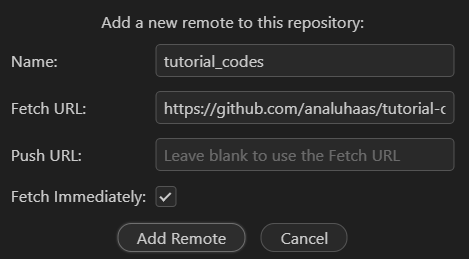 Add a new remote to this repository:
Name: tutorial_codes
Fetch URL: https://github.com/analuhaas/tutorial-c
Push URL: Leave blank to use the Fetch URL
Fetch Immediately:
Add Remote Cancel